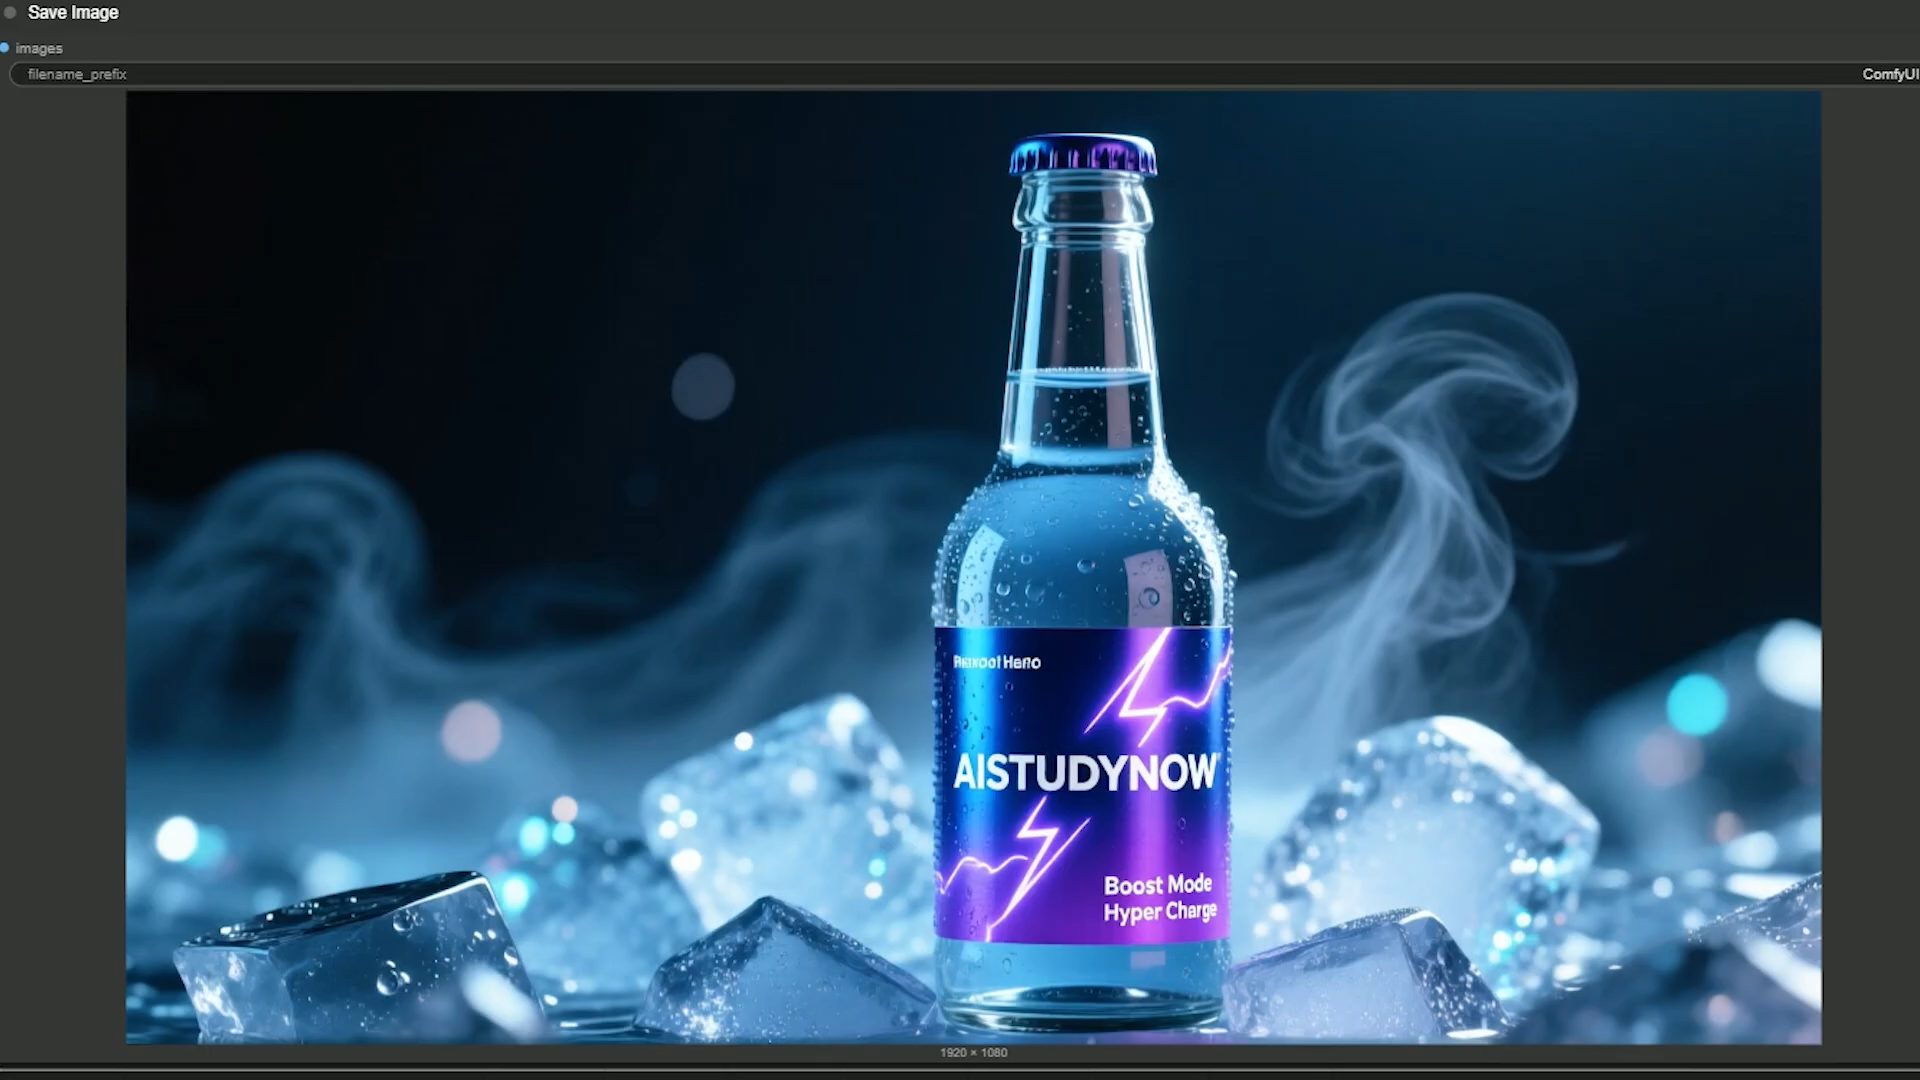 Save Image
images
filename_prefix
ComfyUI
AISTUDYNOW
Boost Mode
Hyper Charge
1920 × 1080